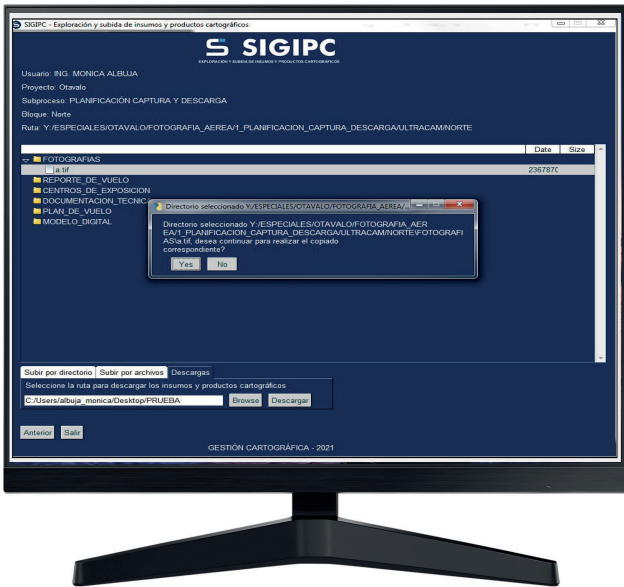 SIGIPC - Exploración y subida de insumos y productos cartográficos
SIGIPC
EXPLORACIÓN Y SUBIDA DE INSUMOS Y PRODUCTOS CARTOGRÁFICOS
Usuario: ING. MONICA ALBUJA
Proyecto: Otavalo
Subproceso: PLANIFICACIÓN CAPTURA Y DESCARGA
Bloque: Norte
Ruta: Y:/ESPECIALES/OTAVALO/FOTOGRAFIA_AEREA/1_PLANIFICACION_CAPTURA_DESCARGA/ULTRACAM/NORTE
Date Size
FOTOGRAFIAS
a.tif 2367870
REPORTE_DE_VUELO
CENTROS_DE_EXPOSICION
DOCUMENTACION_TECNIC
PLAN_DE_VUELO
MODELO_DIGITAL
Directorio seleccionado Y:/ESPECIALES/OTAVALO/FOTOGRAFIA_AEREA/...
Directorio seleccionado Y:/ESPECIALES/OTAVALO/FOTOGRAFIA_AER
EA/1_PLANIFICACION_CAPTURA_DESCARGA/ULTRACAM/NORTE\FOTOGRAFI
AS\a.tif, desea continuar para realizar el copiado
correspondiente?
Yes No
Subir por directorio Subir por archivos Descargas
Seleccione la ruta para descargar los insumos y productos cartográficos
C:/Users/albuja_monica/Desktop/PRUEBA Browse Descargar
Anterior Salir
GESTIÓN CARTOGRÁFICA - 2021